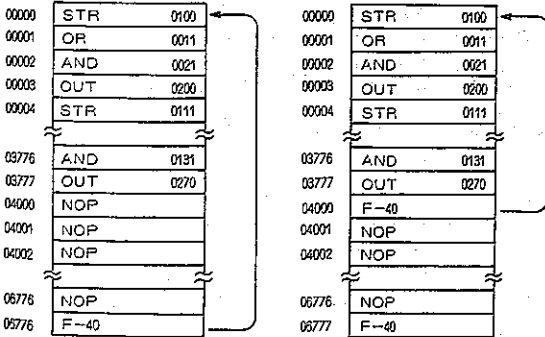 00000 STR 0100
00001 OR 0011
00002 AND 0021
00003 OUT 0200
00004 STR 0111
03776 AND 0131
03777 OUT 0270
04000 NOP
04001 NOP
04002 NOP
06776 NOP
06776 F-40
00000 STR 0100
00001 OR 0011
00002 AND 0021
00003 OUT 0200
00004 STR 0111
03776 AND 0131
03777 OUT 0270
04000 F-40
04001 NOP
04002 NOP
06776 NOP
06777 F-40